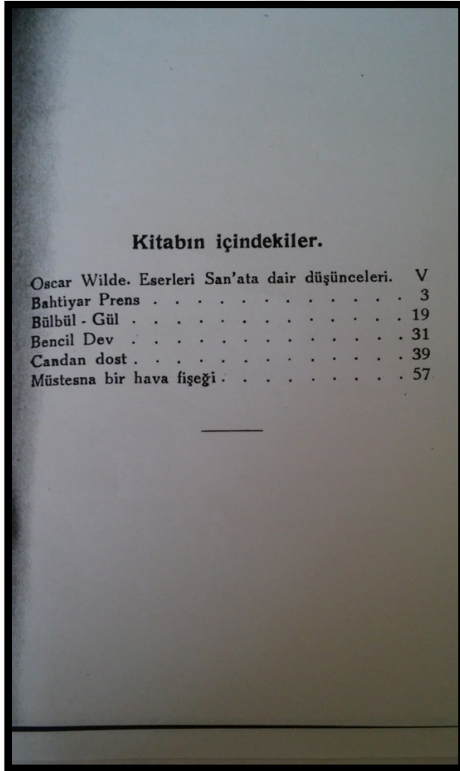 Kitabın içindekiler.
Oscar Wilde. Eserleri San'ata dair düşünceleri. V
Bahtiyar Prens . . . . . . . . . . . . 3
Bülbül - Gül . . . . . . . . . . . . . 19
Bencil Dev . . . . . . . . . . . . . 31
Candan dost . . . . . . . . . . . . . 39
Müstesna bir hava fişeği . . . . . . . . . 57